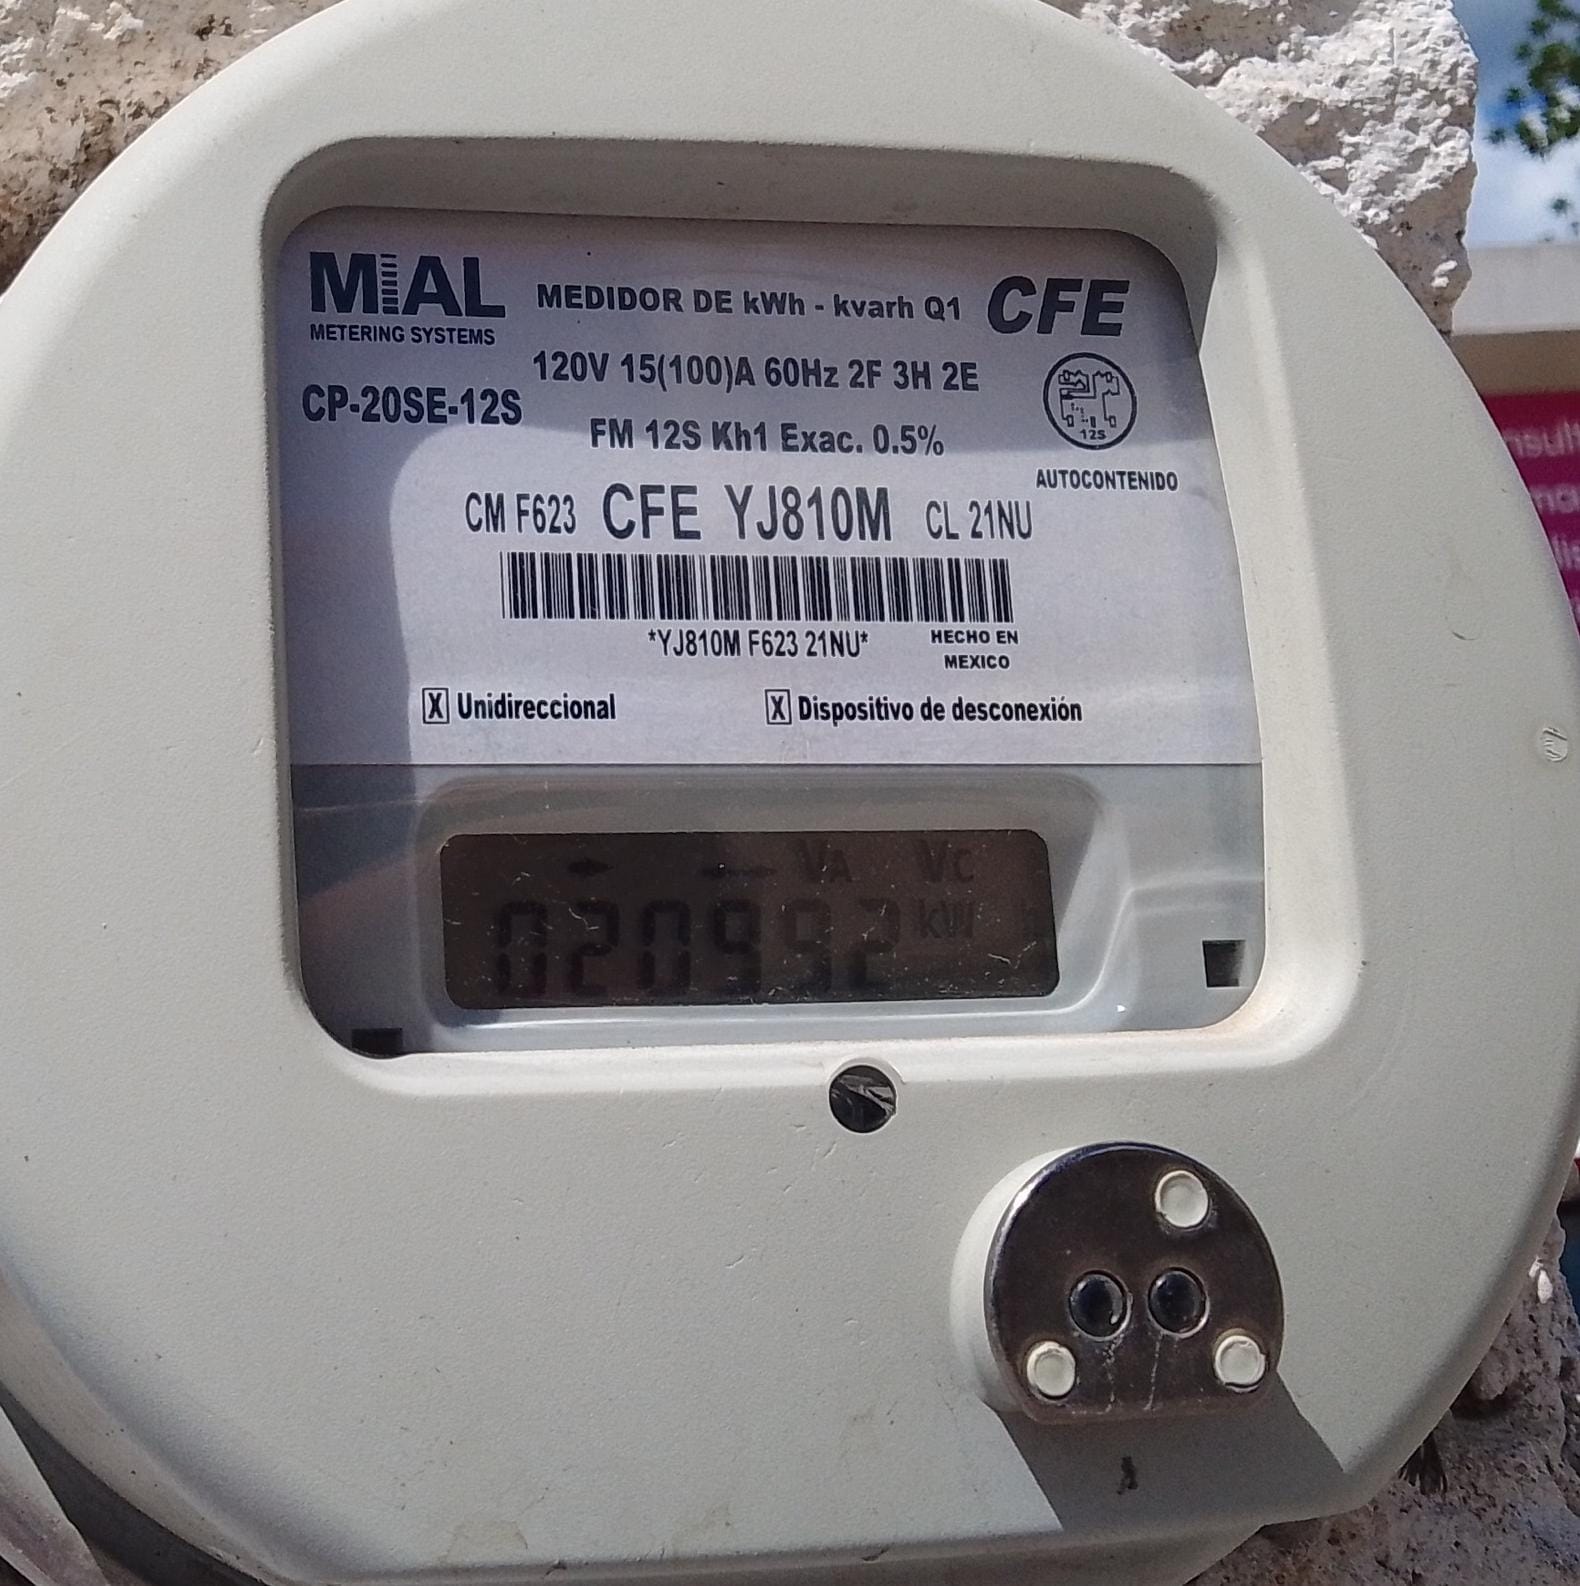 MIAL
METERING SYSTEMS
MEDIDOR DE kWh - kvarh Q1
CFE
120V 15(100)A 60Hz 2F 3H 2E
CP-20SE-12S
FM 12S Kh1 Exac. 0.5%
12S
AUTOCONTENIDO
CM F623 CFE YJ810M CL 21NU
*YJ810M F623 21NU*
HECHO EN
MEXICO
X Unidireccional
X Dispositivo de desconexión
VA VC
020992 kW h